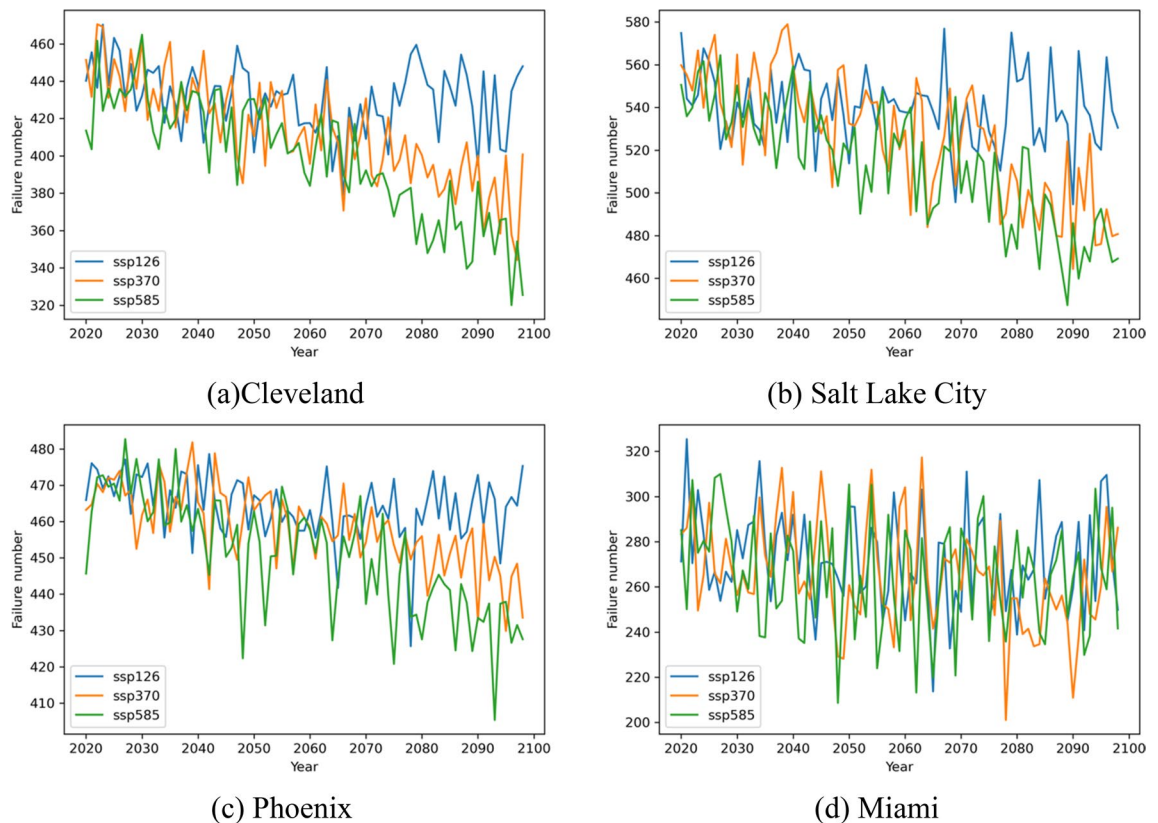 460
440
420
400
380
360
340
320
Failure number
ssp126
ssp370
ssp585
2020 2030 2040 2050 2060 2070 2080 2090 2100
Year
(a)Cleveland
580
560
540
520
500
480
460
Failure number
ssp126
ssp370
ssp585
2020 2030 2040 2050 2060 2070 2080 2090 2100
Year
(b) Salt Lake City
480
470
460
450
440
430
420
410
Failure number
ssp126
ssp370
ssp585
2020 2030 2040 2050 2060 2070 2080 2090 2100
Year
(c) Phoenix
320
300
280
260
240
220
200
Failure number
ssp126
ssp370
ssp585
2020 2030 2040 2050 2060 2070 2080 2090 2100
Year
(d) Miami